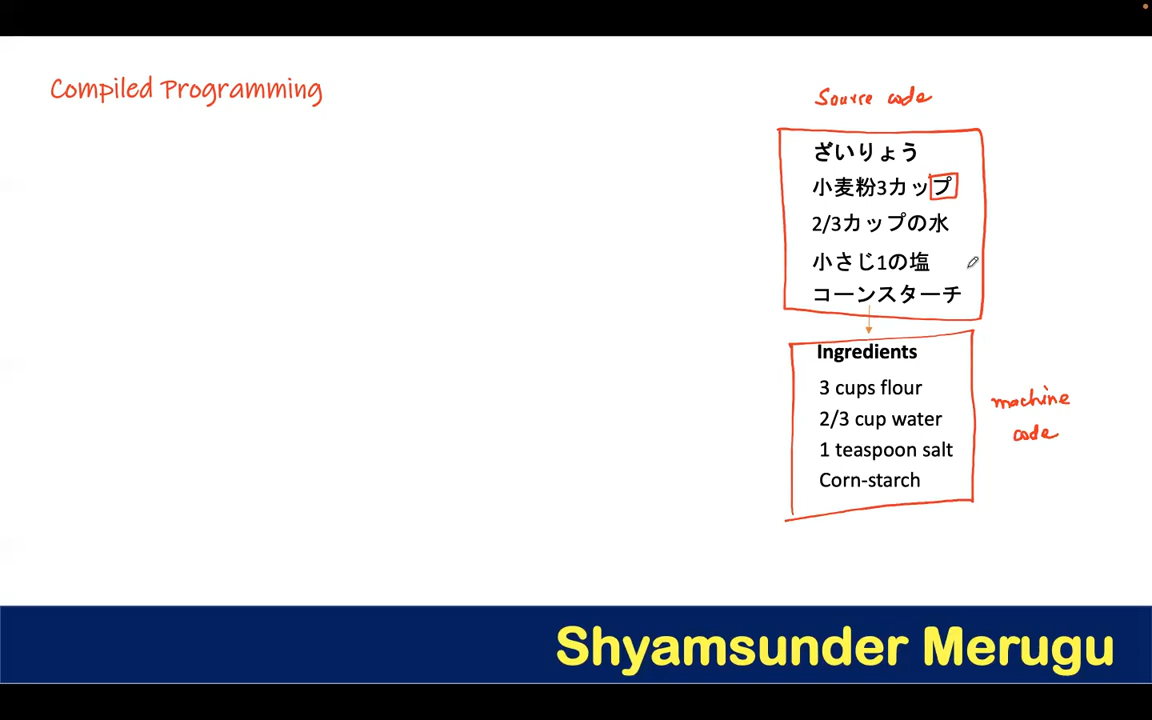 Compiled Programming
Source code
ざいりょう
小麦粉3カップ
2/3カップの水
小さじ1の塩
コーンスターチ
Ingredients
3 cups flour
2/3 cup water
1 teaspoon salt
Corn-starch
machine
code
Shyamsunder Merugu